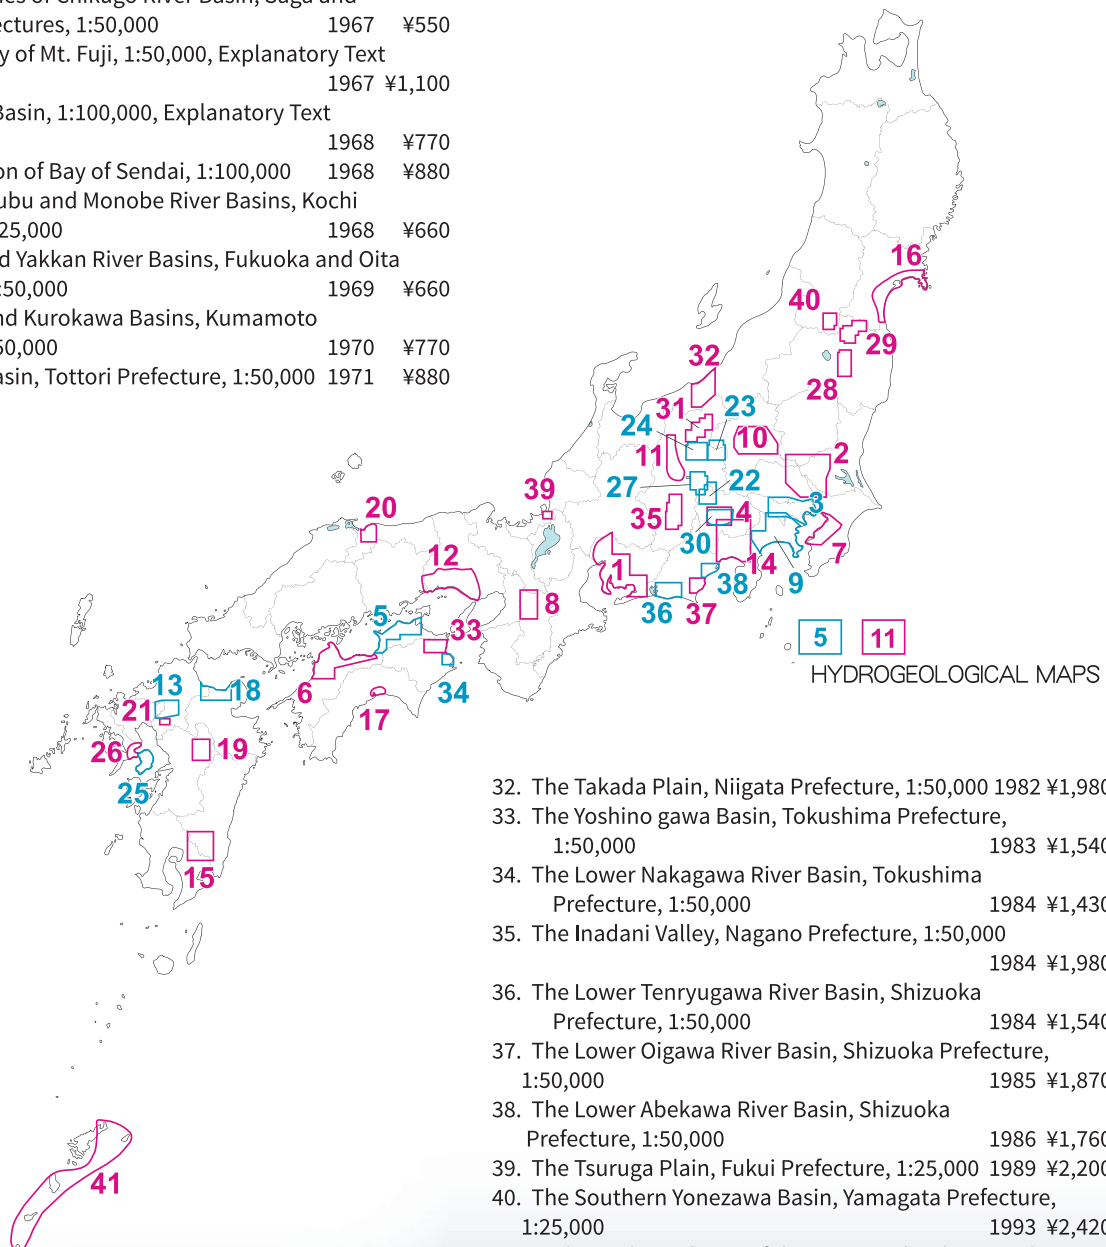 ectures, 1:50,000 1967 ¥550
y of Mt. Fuji, 1:50,000, Explanatory Text
1967 ¥1,100
Basin, 1:100,000, Explanatory Text
1968 ¥770
on of Bay of Sendai, 1:100,000 1968 ¥880
ubu and Monobe River Basins, Kochi
25,000 1968 ¥660
d Yakkan River Basins, Fukuoka and Oita
:50,000 1969 ¥660
nd Kurokawa Basins, Kumamoto
50,000 1970 ¥770
asin, Tottori Prefecture, 1:50,000 1971 ¥880
16
40
29
32
28
31
23
24
10
11
2
27
22
39
3
20
35
4
30
7
12
14
1
9
38
8
36
37
5
33
5
11
HYDROGEOLOGICAL MAPS
34
6
13
18
21
17
26
19
25
15
41
32. The Takada Plain, Niigata Prefecture, 1:50,000 1982 ¥1,980
33. The Yoshino gawa Basin, Tokushima Prefecture,
1:50,000 1983 ¥1,540
34. The Lower Nakagawa River Basin, Tokushima
Prefecture, 1:50,000 1984 ¥1,430
35. The Inadani Valley, Nagano Prefecture, 1:50,000
1984 ¥1,980
36. The Lower Tenryugawa River Basin, Shizuoka
Prefecture, 1:50,000 1984 ¥1,540
37. The Lower Oigawa River Basin, Shizuoka Prefecture,
1:50,000 1985 ¥1,870
38. The Lower Abekawa River Basin, Shizuoka
Prefecture, 1:50,000 1986 ¥1,760
39. The Tsuruga Plain, Fukui Prefecture, 1:25,000 1989 ¥2,200
40. The Southern Yonezawa Basin, Yamagata Prefecture,
1:25,000 1993 ¥2,420